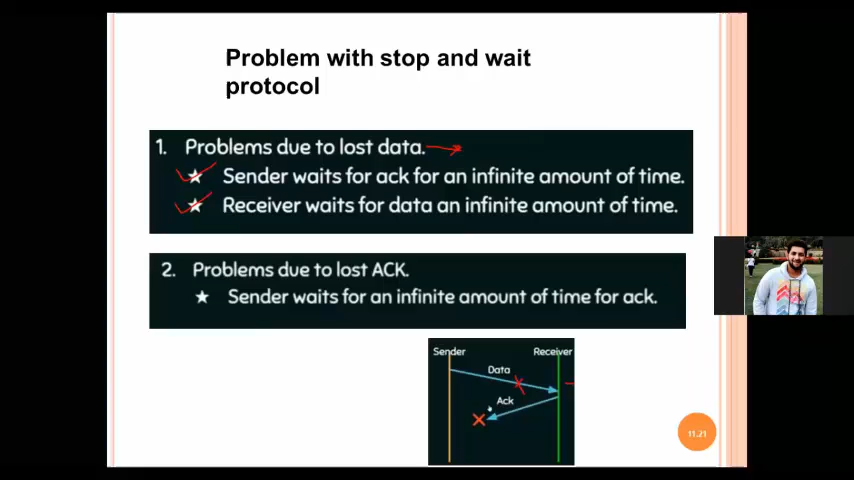 Problem with stop and wait
protocol
1. Problems due to lost data.
★ Sender waits for ack for an infinite amount of time.
★ Receiver waits for data an infinite amount of time.
2. Problems due to lost ACK.
★ Sender waits for an infinite amount of time for ack.
Sender Receiver
Data
Ack
11.21